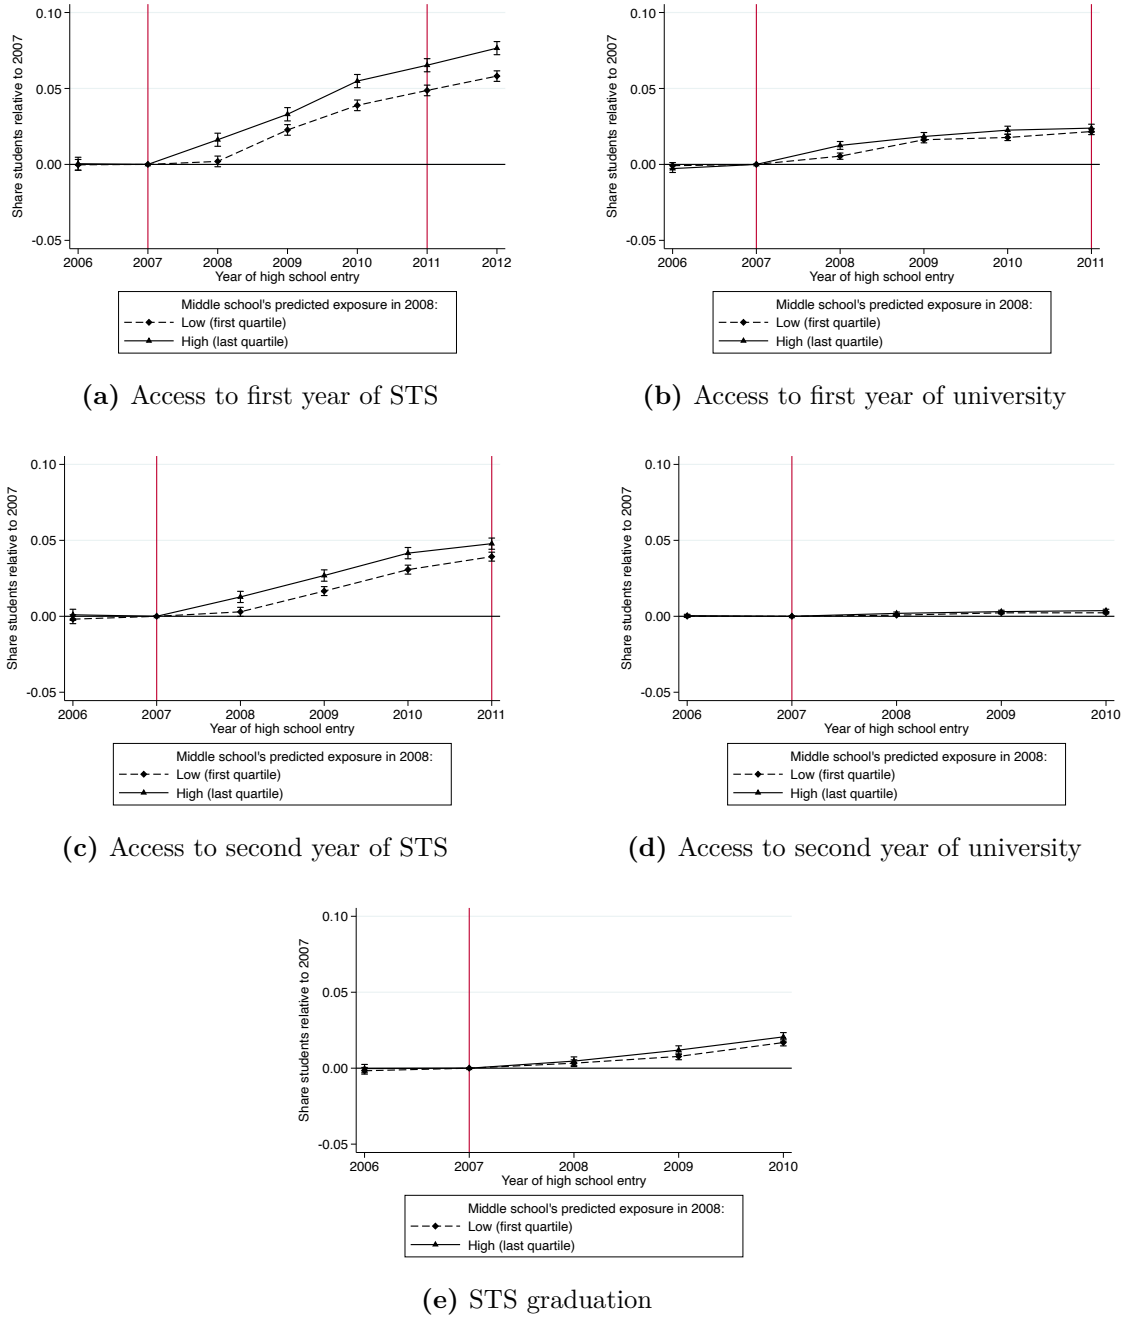 0.10
0.05
0.00
-0.05
Share students relative to 2007
2006 2007 2008 2009 2010 2011 2012
Year of high school entry
Middle school's predicted exposure in 2008:
Low (first quartile)
High (last quartile)
(a) Access to first year of STS
0.10
0.05
0.00
-0.05
Share students relative to 2007
2006 2007 2008 2009 2010 2011
Year of high school entry
Middle school's predicted exposure in 2008:
Low (first quartile)
High (last quartile)
(b) Access to first year of university
0.10
0.05
0.00
-0.05
Share students relative to 2007
2006 2007 2008 2009 2010 2011
Year of high school entry
Middle school's predicted exposure in 2008:
Low (first quartile)
High (last quartile)
(c) Access to second year of STS
0.10
0.05
0.00
-0.05
Share students relative to 2007
2006 2007 2008 2009 2010
Year of high school entry
Middle school's predicted exposure in 2008:
Low (first quartile)
High (last quartile)
(d) Access to second year of university
0.10
0.05
0.00
-0.05
Share students relative to 2007
2006 2007 2008 2009 2010
Year of high school entry
Middle school's predicted exposure in 2008:
Low (first quartile)
High (last quartile)
(e) STS graduation